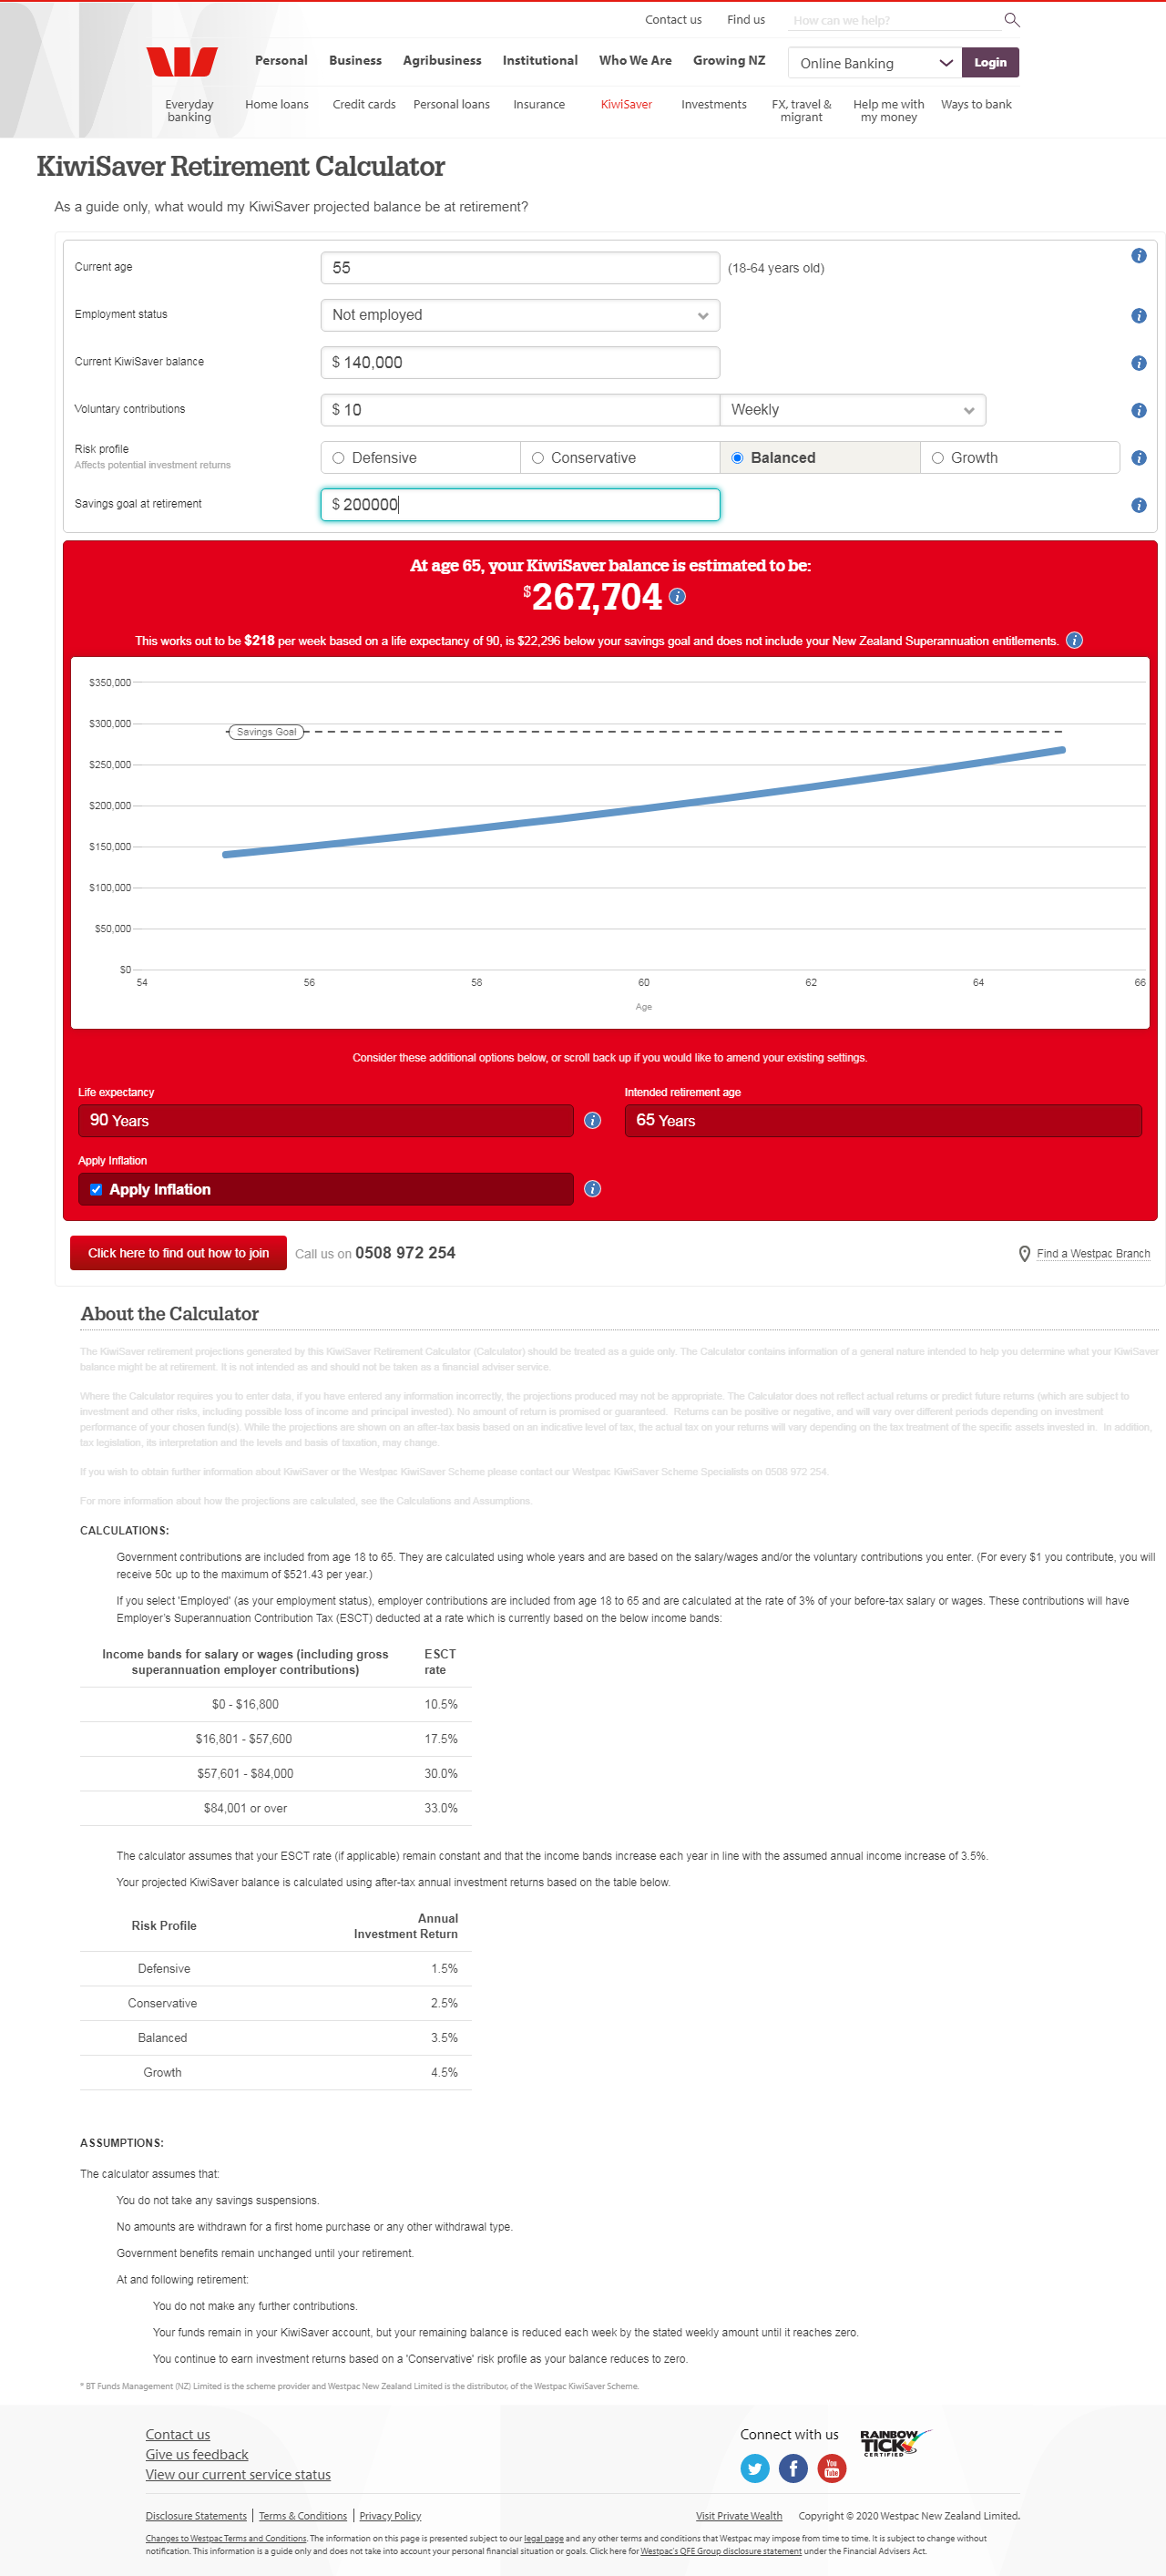 Contact us
Find us
How can we help?
Personal
Business
Agribusiness
Institutional
Who We Are
Growing NZ
Online Banking
Login
Everyday
banking
Home loans
Credit cards
Personal loans
Insurance
KiwiSaver
Investments
FX, travel &
migrant
Help me with
my money
Ways to bank
KiwiSaver Retirement Calculator
As a guide only, what would my KiwiSaver projected balance be at retirement?
Current age
55
(18-64 years old)
Employment status
Not employed
Current KiwiSaver balance
$ 140,000
Voluntary contributions
$ 10
Weekly
Risk profile
Affects potential investment returns
Defensive
Conservative
Balanced
Growth
Savings goal at retirement
$ 200000
At age 65, your KiwiSaver balance is estimated to be:
$267,704
This works out to be $218 per week based on a life expectancy of 90, is $22,296 below your savings goal and does not include your New Zealand Superannuation entitlements.
$350,000
$300,000
Savings Goal
$250,000
$200,000
$150,000
$100,000
$50,000
$0
54
56
58
60
62
64
66
Age
Consider these additional options below, or scroll back up if you would like to amend your existing settings.
Life expectancy
90 Years
Intended retirement age
65 Years
Apply Inflation
Apply Inflation
Click here to find out how to join
Call us on 0508 972 254
Find a Westpac Branch
About the Calculator
The KiwiSaver retirement projections generated by this KiwiSaver Retirement Calculator (Calculator) should be treated as a guide only. The Calculator contains information of a general nature intended to help you determine what your KiwiSaver
balance might be at retirement. It is not intended as and should not be taken as a financial adviser service.
Where the Calculator requires you to enter data, if you have entered any information incorrectly, the projections produced may not be appropriate. The Calculator does not reflect actual returns or predict future returns (which are subject to
investment and other risks, including possible loss of income and principal invested). No amount of return is promised or guaranteed. Returns can be positive or negative, and will vary over different periods depending on investment
performance of your chosen fund(s). While the projections are shown on an after-tax basis based on an indicative level of tax, the actual tax on your returns will vary depending on the tax treatment of the specific assets invested in. In addition,
tax legislation, its interpretation and the levels and basis of taxation, may change.
If you wish to obtain further information about KiwiSaver or the Westpac KiwiSaver Scheme please contact our Westpac KiwiSaver Scheme Specialists on 0508 972 254.
For more information about how the projections are calculated, see the Calculations and Assumptions.
CALCULATIONS:
Government contributions are included from age 18 to 65. They are calculated using whole years and are based on the salary/wages and/or the voluntary contributions you enter. (For every $1 you contribute, you will
receive 50c up to the maximum of $521.43 per year.)
If you select 'Employed' (as your employment status), employer contributions are included from age 18 to 65 and are calculated at the rate of 3% of your before-tax salary or wages. These contributions will have
Employer's Superannuation Contribution Tax (ESCT) deducted at a rate which is currently based on the below income bands:
Income bands for salary or wages (including gross
superannuation employer contributions)
ESCT
rate
$0 - $16,800
10.5%
$16,801 - $57,600
17.5%
$57,601 - $84,000
30.0%
$84,001 or over
33.0%
The calculator assumes that your ESCT rate (if applicable) remain constant and that the income bands increase each year in line with the assumed annual income increase of 3.5%.
Your projected KiwiSaver balance is calculated using after-tax annual investment returns based on the table below.
Risk Profile
Annual
Investment Return
Defensive
1.5%
Conservative
2.5%
Balanced
3.5%
Growth
4.5%
ASSUMPTIONS:
The calculator assumes that:
You do not take any savings suspensions.
No amounts are withdrawn for a first home purchase or any other withdrawal type.
Government benefits remain unchanged until your retirement.
At and following retirement:
You do not make any further contributions.
Your funds remain in your KiwiSaver account, but your remaining balance is reduced each week by the stated weekly amount until it reaches zero.
You continue to earn investment returns based on a 'Conservative' risk profile as your balance reduces to zero.
* BT Funds Management (NZ) Limited is the scheme provider and Westpac New Zealand Limited is the distributor, of the Westpac KiwiSaver Scheme.
Contact us
Give us feedback
View our current service status
Connect with us
RAINBOW
TICK
CERTIFIED
You
Tube
Disclosure Statements
Terms & Conditions
Privacy Policy
Visit Private Wealth
Copyright © 2020 Westpac New Zealand Limited.
Changes to Westpac Terms and Conditions. The information on this page is presented subject to our legal page and any other terms and conditions that Westpac may impose from time to time. It is subject to change without
notification. This information is a guide only and does not take into account your personal financial situation or goals. Click here for Westpac's QFE Group disclosure statement under the Financial Advisers Act.